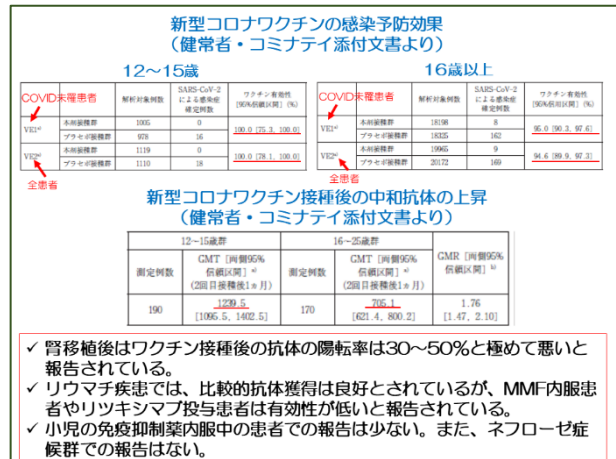 新型コロナワクチンの感染予防効果
（健常者・コミナティ添付文書より）
12〜15歳
16歳以上
COVID未罹患者
解析対象例数
SARS-CoV-2
による感染症
確定例数
ワクチン有効性
[95%信頼区間] (%)
VE1a)
本剤接種群 1005 0
プラセボ接種群 978 16
100.0 [75.3, 100.0]
VE2a)
本剤接種群 1119 0
プラセボ接種群 1110 18
100.0 [78.1, 100.0]
全患者
COVID未罹患者
解析対象例数
SARS-CoV-2
による感染症
確定例数
ワクチン有効性
[95%信用区間] (%)
VE1a)
本剤接種群 18198 8
プラセボ接種群 18325 162
95.0 [90.3, 97.6]
VE2a)
本剤接種群 19965 9
プラセボ接種群 20172 169
94.6 [89.9, 97.3]
全患者
新型コロナワクチン接種後の中和抗体の上昇
（健常者・コミナティ添付文書より）
12〜15歳群 16〜25歳群
測定例数
GMT [両側95%
信頼区間] a)
(2回目接種後1ヵ月)
測定例数
GMT [両側95%
信頼区間] a)
(2回目接種後1ヵ月)
GMR [両側95%
信頼区間] b)
190
1239.5
[1095.5, 1402.5]
170
705.1
[621.4, 800.2]
1.76
[1.47, 2.10]
✓ 腎移植後はワクチン接種後の抗体の陽転率は30〜50%と極めて悪いと
報告されている。
✓ リウマチ疾患では、比較的抗体獲得は良好とされているが、MMF内服患
者やリツキシマブ投与患者は有効性が低いと報告されている。
✓ 小児の免疫抑制薬内服中の患者での報告は少ない。また、ネフローゼ症
候群での報告はない。